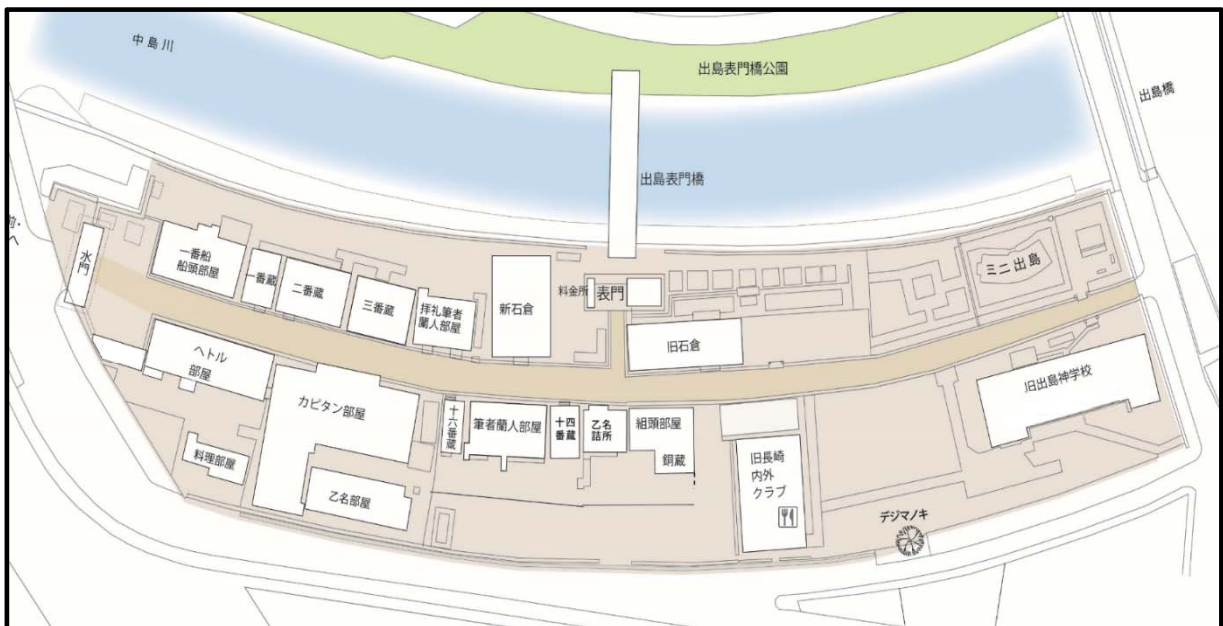 中島川
出島表門橋公園
出島橋
出島表門橋
水門
一番船
船頭部屋
一番蔵
二番蔵
三番蔵
拝礼筆者
蘭人部屋
新石倉
料金所
表門
旧石倉
ミニ出島
ヘトル
部屋
カピタン部屋
料理部屋
乙名部屋
十六番蔵
筆者蘭人部屋
十四
番蔵
乙名
詰所
組頭部屋
銅蔵
旧長崎
内外
クラブ
旧出島神学校
デジマノキ